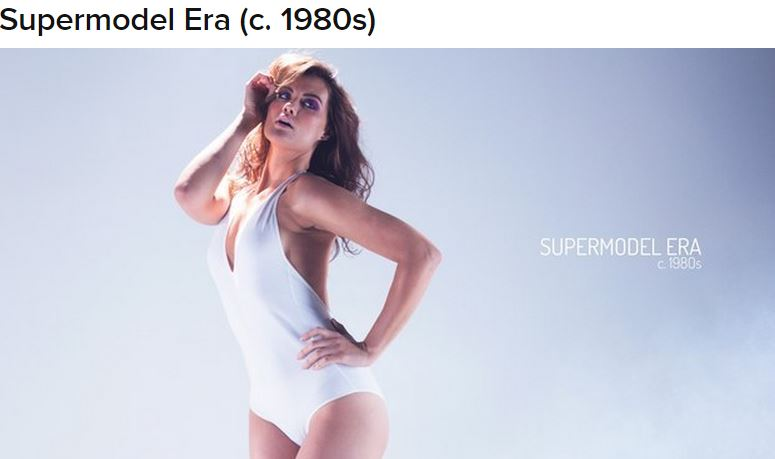 Supermodel Era (c. 1980s)
SUPERMODEL ERA
c. 1980s